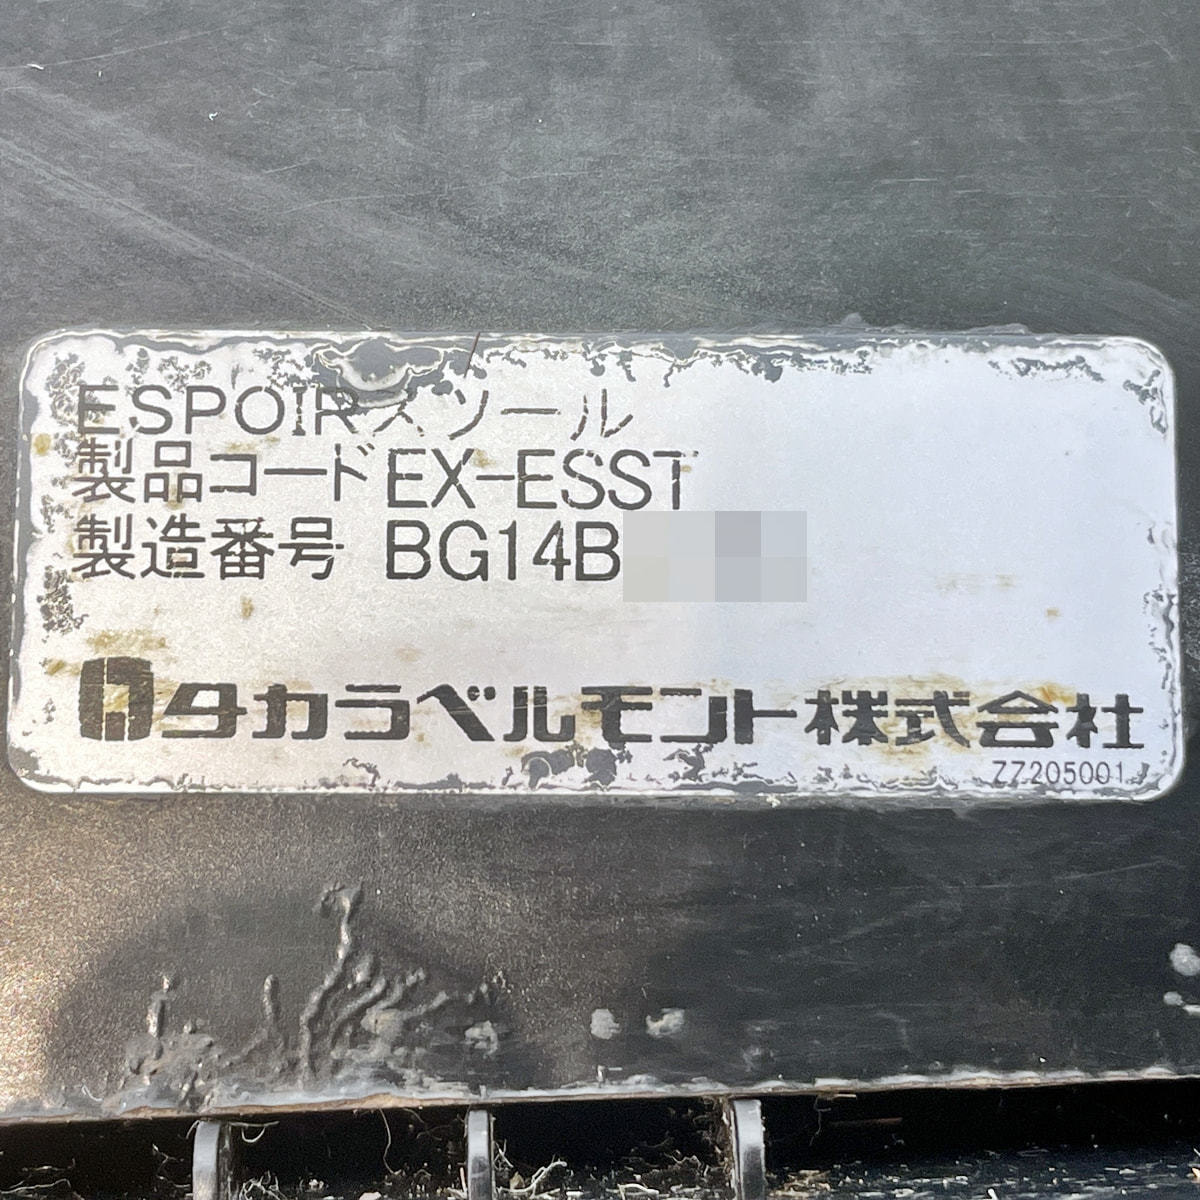 ESPOIRスツール
製品コードEX-ESST
製造番号 BG14B
タカラベルモント株式会社
77205001